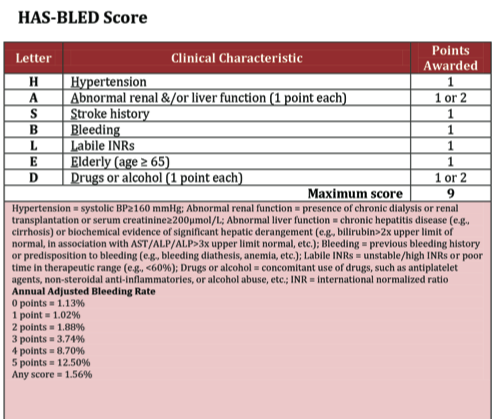 HAS-BLED Score
Letter Clinical Characteristic Points Awarded
H Hypertension 1
A Abnormal renal &/or liver function (1 point each) 1 or 2
S Stroke history 1
B Bleeding 1
L Labile INRs 1
E Elderly (age ≥ 65) 1
D Drugs or alcohol (1 point each) 1 or 2
Maximum score 9
Hypertension = systolic BP≥160 mmHg; Abnormal renal function = presence of chronic dialysis or renal
transplantation or serum creatinine≥200μmol/L; Abnormal liver function = chronic hepatitis disease (e.g.,
cirrhosis) or biochemical evidence of significant hepatic derangement (e.g., bilirubin>2x upper limit of
normal, in association with AST/ALP/ALP>3x upper limit normal, etc.); Bleeding = previous bleeding history
or predisposition to bleeding (e.g., bleeding diathesis, anemia, etc.); Labile INRs = unstable/high INRs or poor
time in therapeutic range (e.g., <60%); Drugs or alcohol = concomitant use of drugs, such as antiplatelet
agents, non-steroidal anti-inflammatories, or alcohol abuse, etc.; INR = international normalized ratio
Annual Adjusted Bleeding Rate
0 points = 1.13%
1 point = 1.02%
2 points = 1.88%
3 points = 3.74%
4 points = 8.70%
5 points = 12.50%
Any score = 1.56%